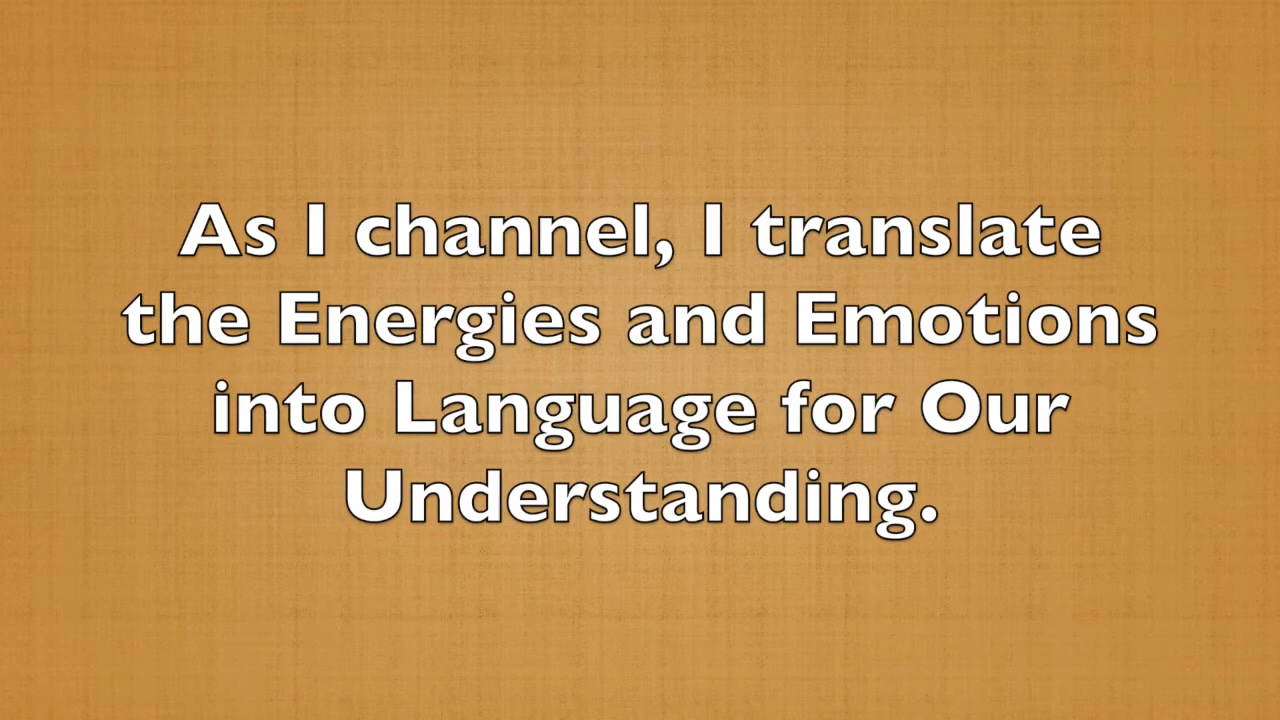 As I channel, I translate
the Energies and Emotions
into Language for Our
Understanding.